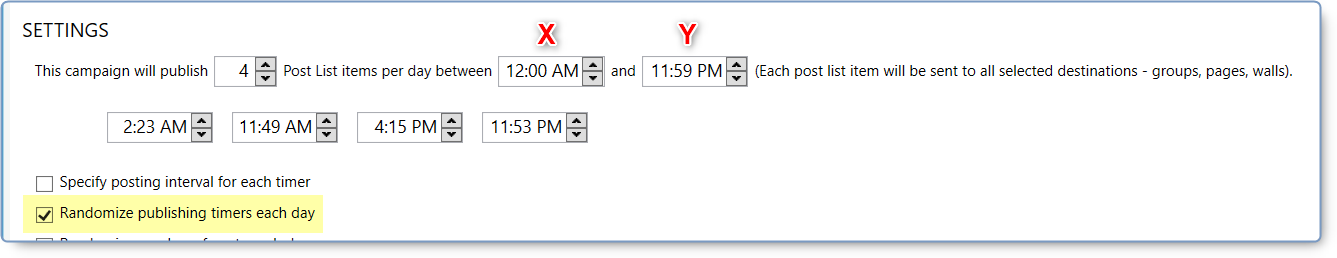 SETTINGS
X Y
This campaign will publish 4 Post List items per day between 12:00 AM and 11:59 PM (Each post list item will be sent to all selected destinations - groups, pages, walls).
2:23 AM 11:49 AM 4:15 PM 11:53 PM
Specify posting interval for each timer
Randomize publishing timers each day